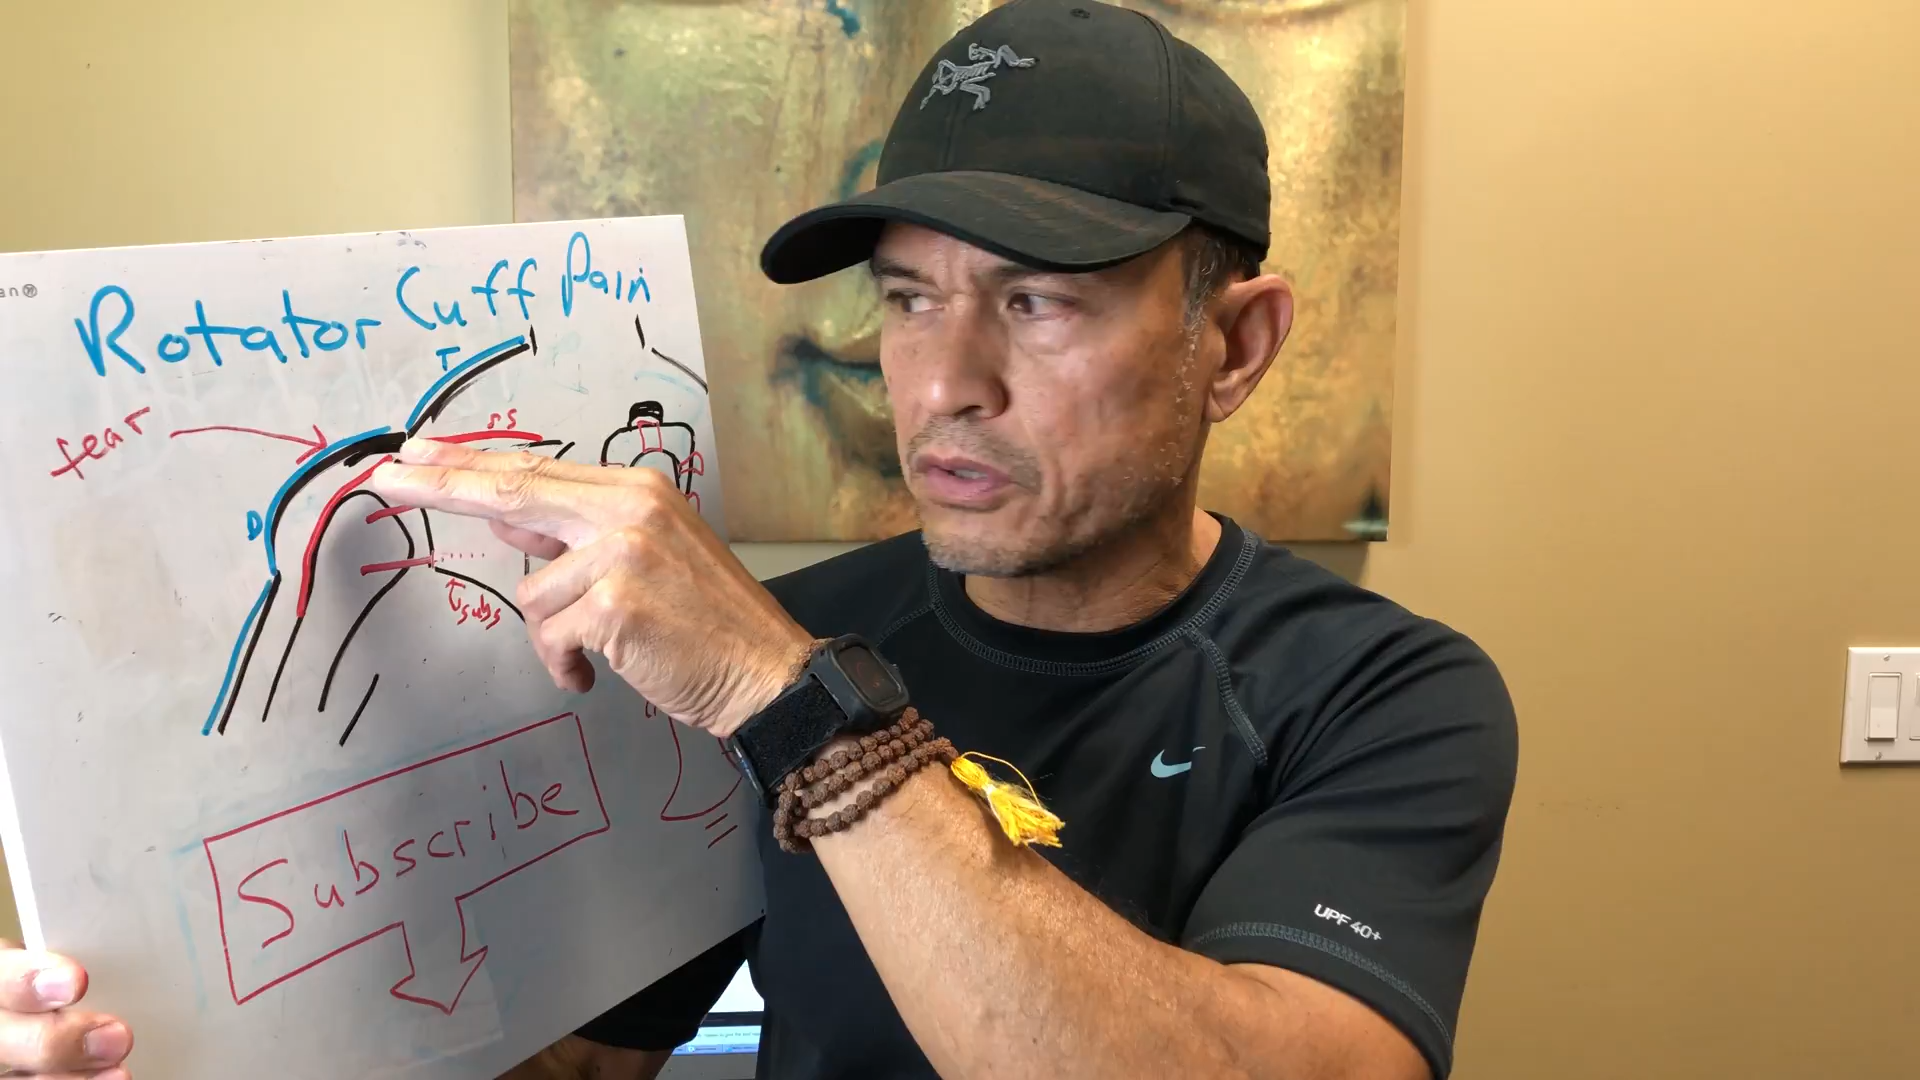 Rotator Cuff Pain
T
tear
ss
D
subs
Subscribe
UPF 40+